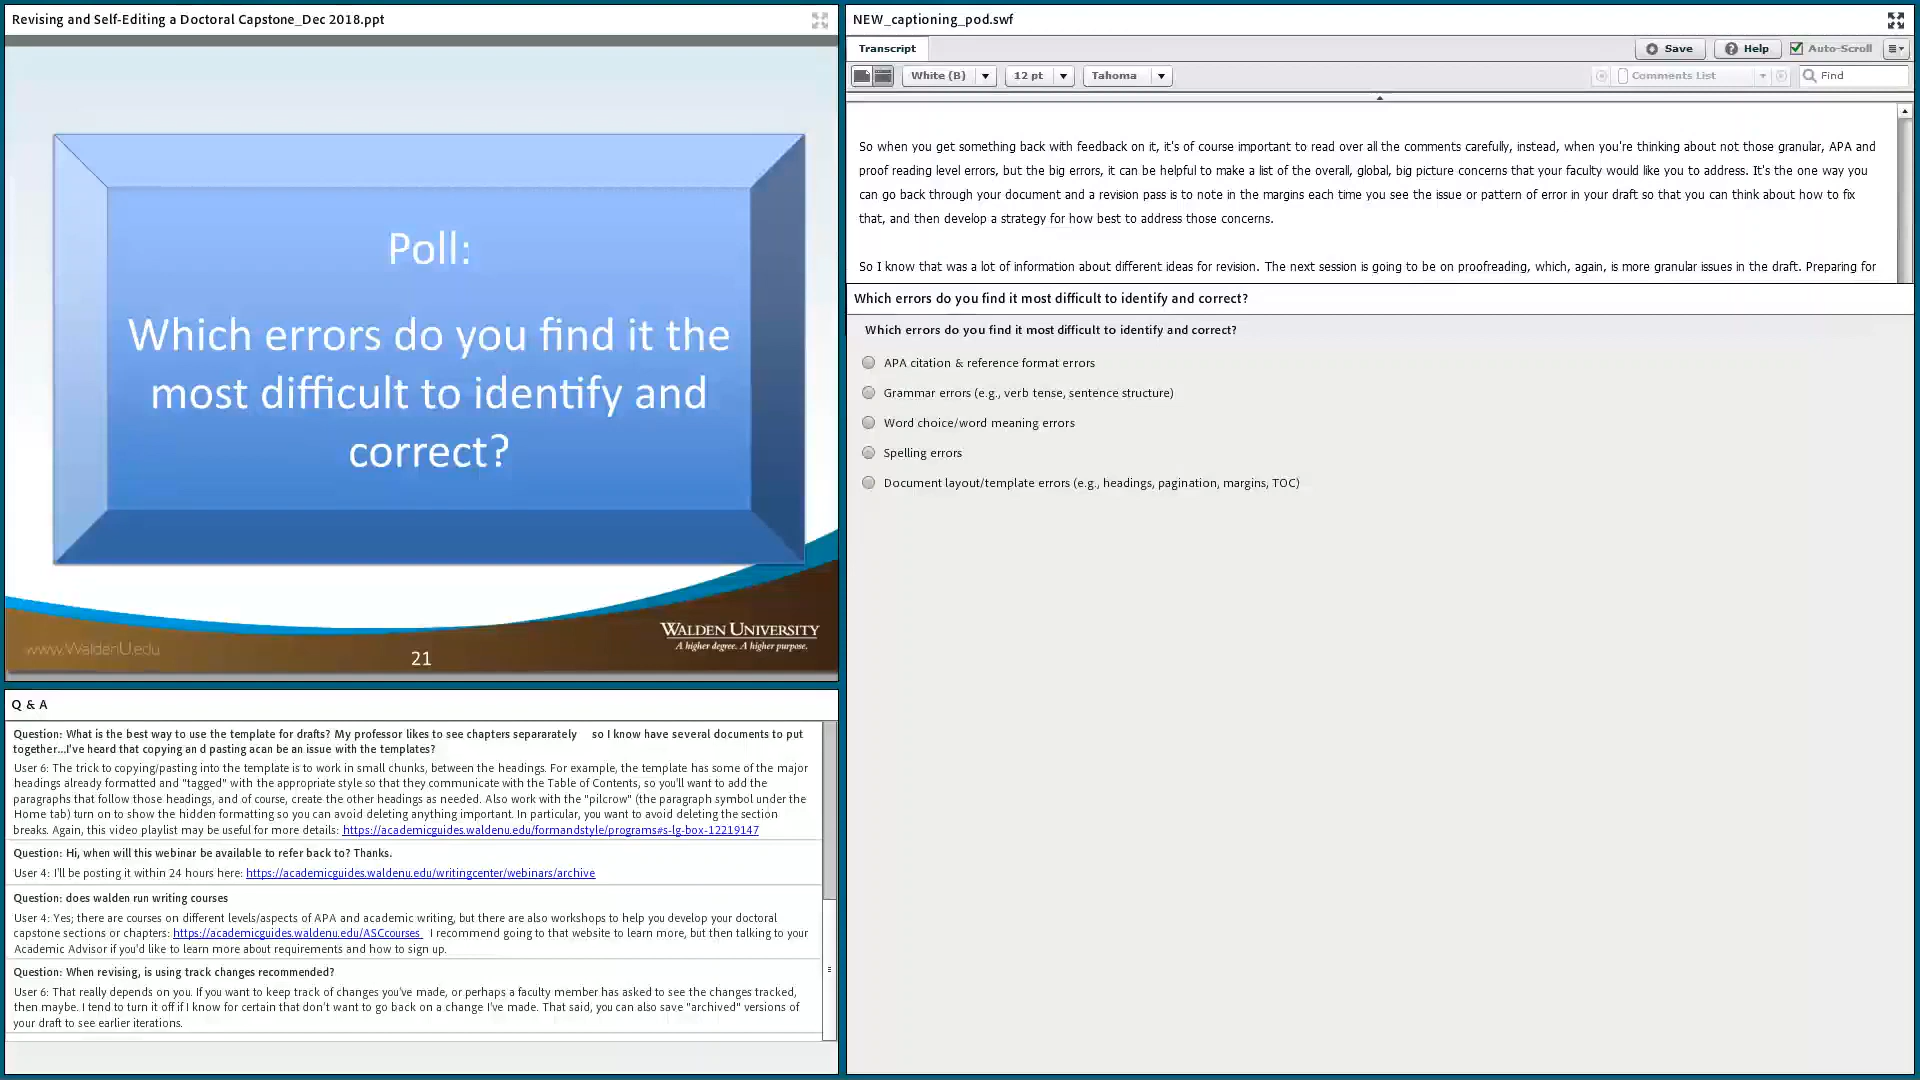 Revising and Self-Editing a Doctoral Capstone_Dec 2018.ppt
Poll:
Which errors do you find it the
most difficult to identify and
correct?
WALDEN UNIVERSITY
A higher degree. A higher purpose.
www.WaldenU.edu
21
Q & A
Question: What is the best way to use the template for drafts? My professor likes to see chapters separarately so I know have several documents to put
together...I've heard that copying an d pasting acan be an issue with the templates?
User 6: The trick to copying/pasting into the template is to work in small chunks, between the headings. For example, the template has some of the major
headings already formatted and "tagged" with the appropriate style so that they communicate with the Table of Contents, so you'll want to add the
paragraphs that follow those headings, and of course, create the other headings as needed. Also work with the "pilcrow" (the paragraph symbol under the
Home tab) turn on to show the hidden formatting so you can avoid deleting anything important. In particular, you want to avoid deleting the section
breaks. Again, this video playlist may be useful for more details: https://academicguides.waldenu.edu/formandstyle/programs#s-lg-box-12219147
Question: Hi, when will this webinar be available to refer back to? Thanks.
User 4: I'll be posting it within 24 hours here: https://academicguides.waldenu.edu/writingcenter/webinars/archive
Question: does walden run writing courses
User 4: Yes; there are courses on different levels/aspects of APA and academic writing, but there are also workshops to help you develop your doctoral
capstone sections or chapters: https://academicguides.waldenu.edu/ASCcourses I recommend going to that website to learn more, but then talking to your
Academic Advisor if you'd like to learn more about requirements and how to sign up.
Question: When revising, is using track changes recommended?
User 6: That really depends on you. If you want to keep track of changes you've made, or perhaps a faculty member has asked to see the changes tracked,
then maybe. I tend to turn it off if I know for certain that don't want to go back on a change I've made. That said, you can also save "archived" versions of
your draft to see earlier iterations.
NEW_captioning_pod.swf
Transcript
Save
Help
Auto-Scroll
White (B)
12 pt
Tahoma
Comments List
Find
So when you get something back with feedback on it, it's of course important to read over all the comments carefully, instead, when you're thinking about not those granular, APA and
proof reading level errors, but the big errors, it can be helpful to make a list of the overall, global, big picture concerns that your faculty would like you to address. It's the one way you
can go back through your document and a revision pass is to note in the margins each time you see the issue or pattern of error in your draft so that you can think about how to fix
that, and then develop a strategy for how best to address those concerns.
So I know that was a lot of information about different ideas for revision. The next session is going to be on proofreading, which, again, is more granular issues in the draft. Preparing for
Which errors do you find it most difficult to identify and correct?
Which errors do you find it most difficult to identify and correct?
APA citation & reference format errors
Grammar errors (e.g., verb tense, sentence structure)
Word choice/word meaning errors
Spelling errors
Document layout/template errors (e.g., headings, pagination, margins, TOC)